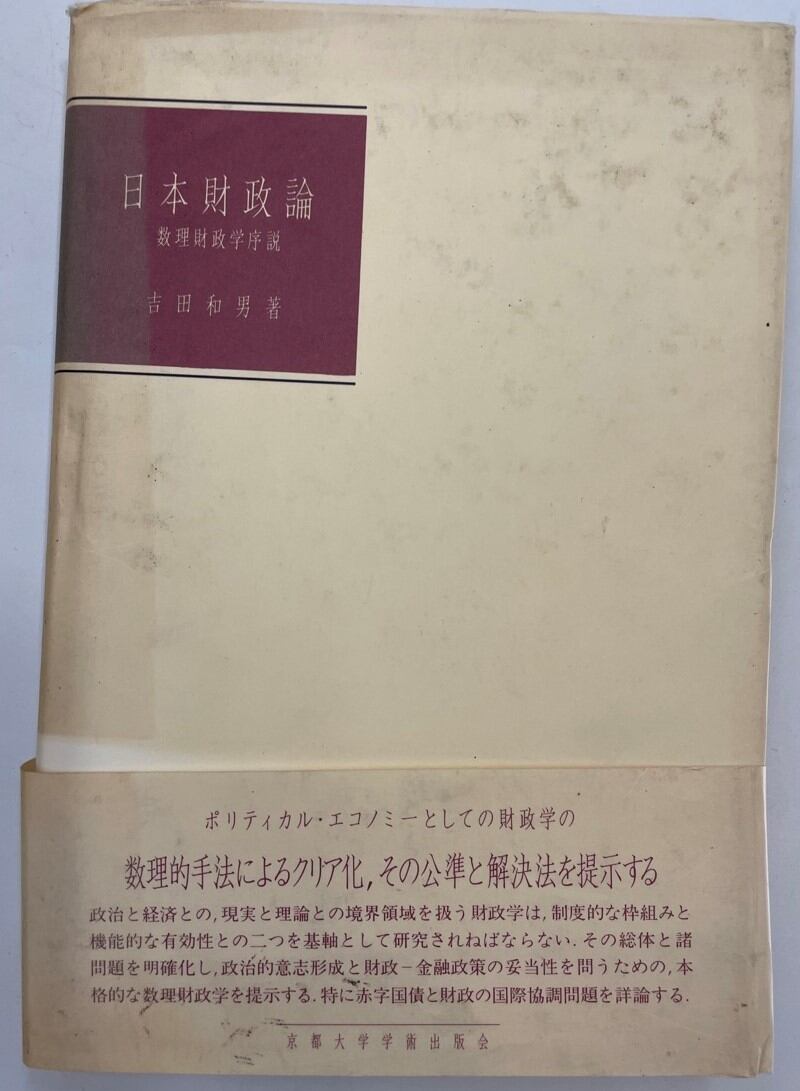 日本財政論
数理財政学序説
吉田和男著
ポリティカル・エコノミーとしての財政学の
数理的手法によるクリア化,その公準と解決法を提示する
政治と経済との,現実と理論との境界領域を扱う財政学は,制度的な枠組みと
機能的な有効性との二つを基軸として研究されねばならない.その総体と諸
問題を明確化し,政治的意志形成と財政−金融政策の妥当性を問うための,本
格的な数理財政学を提示する.特に赤字国債と財政の国際協調問題を詳論する.
京都大学学術出版会